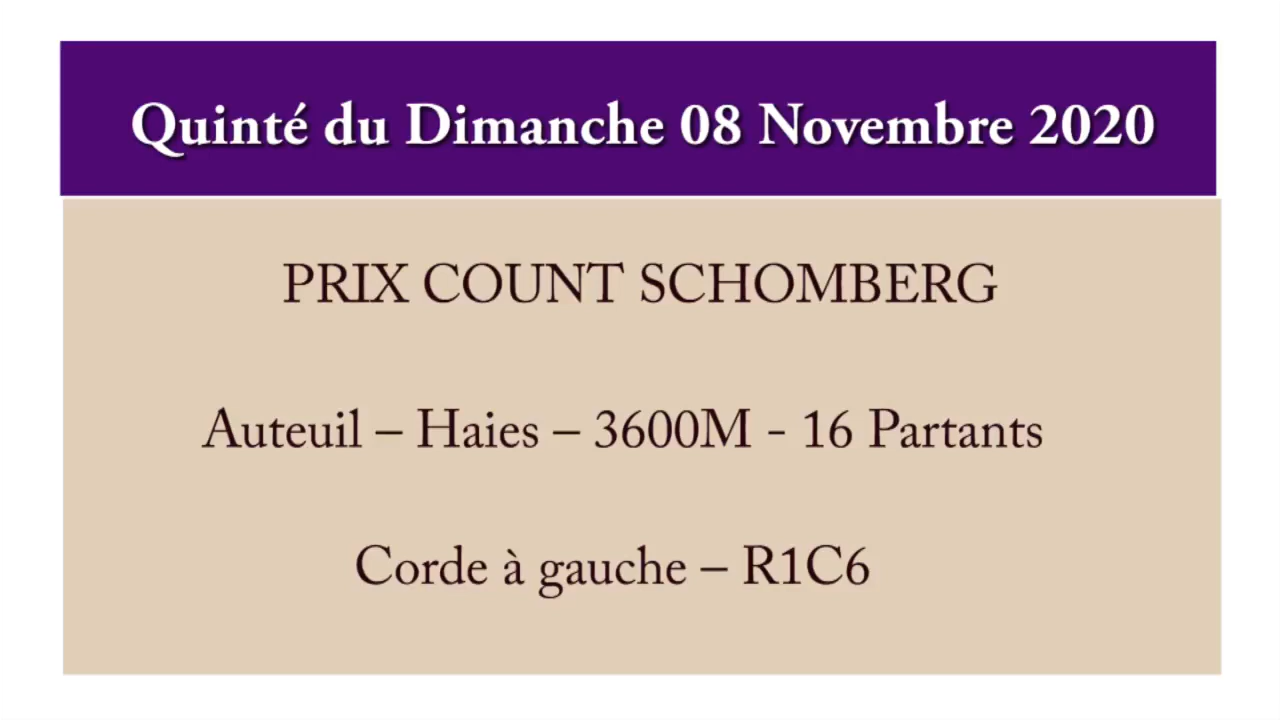 Quinté du Dimanche 08 Novembre 2020
PRIX COUNT SCHOMBERG
Auteuil – Haies – 3600M - 16 Partants
Corde à gauche – R1C6